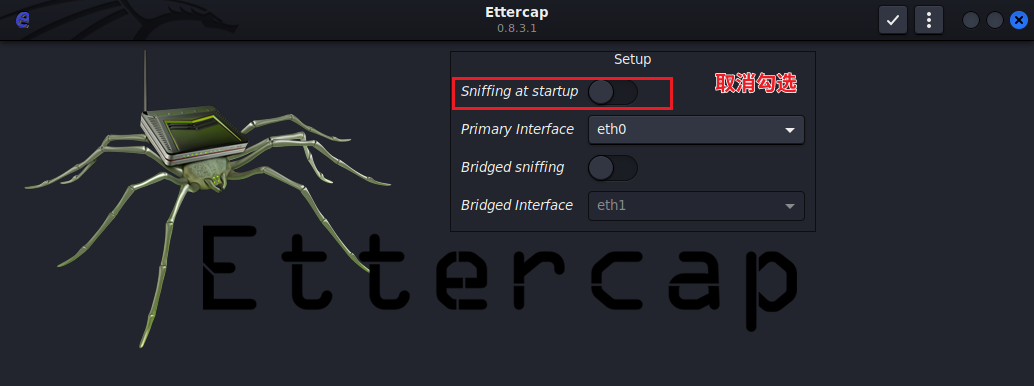 Ettercap
0.8.3.1
Setup
Sniffing at startup
取消勾选
Primary Interface eth0
Bridged sniffing
Bridged Interface eth1
Ettercap